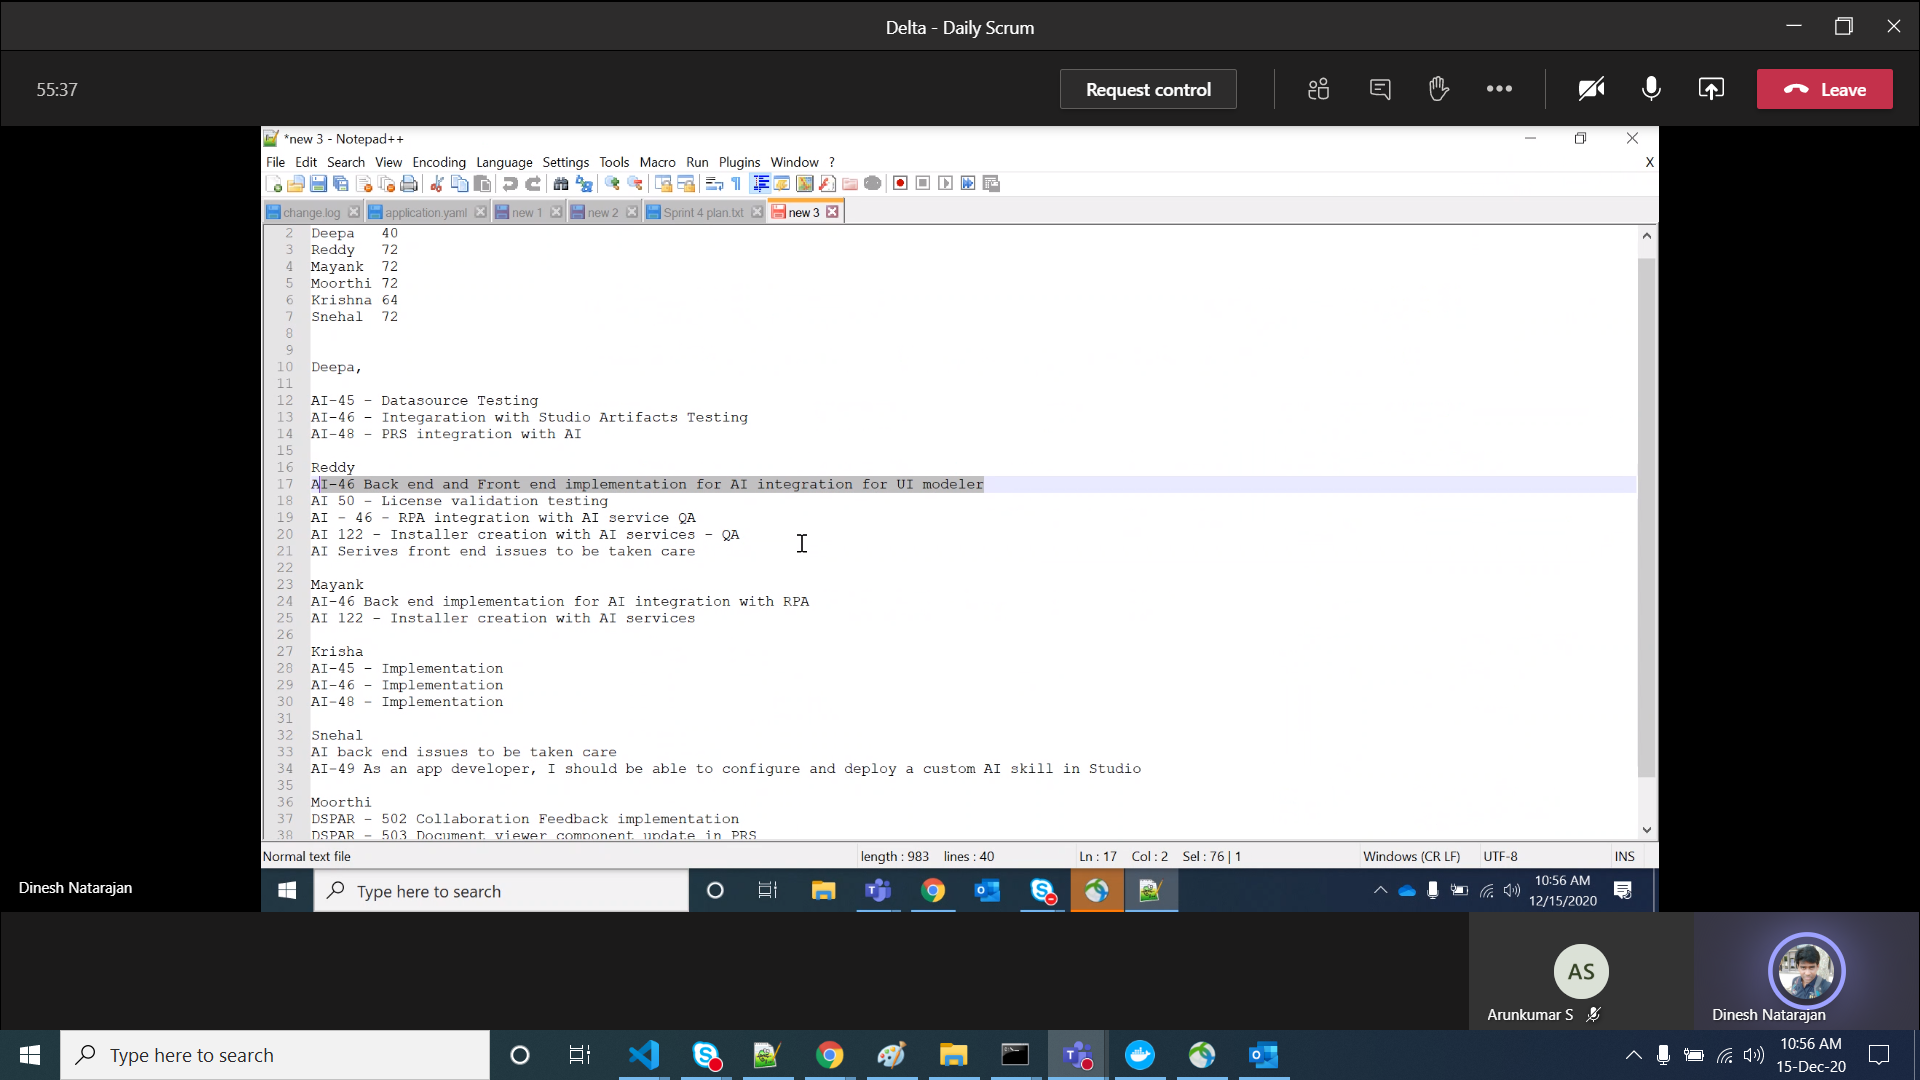 Delta - Daily Scrum
55:37
Request control
Leave
*new 3 - Notepad++
File Edit Search View Encoding Language Settings Tools Macro Run Plugins Window ?
X
change.log application.yaml new 1 new 2 Sprint 4 plan.txt new 3
2 Deepa 40
3 Reddy 72
4 Mayank 72
5 Moorthi 72
6 Krishna 64
7 Snehal 72
8
9
10 Deepa,
11
12 AI-45 - Datasource Testing
13 AI-46 - Integaration with Studio Artifacts Testing
14 AI-48 - PRS integration with AI
15
16 Reddy
17 AI-46 Back end and Front end implementation for AI integration for UI modeler
18 AI 50 - License validation testing
19 AI - 46 - RPA integration with AI service QA
20 AI 122 - Installer creation with AI services - QA
21 AI Serives front end issues to be taken care
22
23 Mayank
24 AI-46 Back end implementation for AI integration with RPA
25 AI 122 - Installer creation with AI services
26
27 Krisha
28 AI-45 - Implementation
29 AI-46 - Implementation
30 AI-48 - Implementation
31
32 Snehal
33 AI back end issues to be taken care
34 AI-49 As an app developer, I should be able to configure and deploy a custom AI skill in Studio
35
36 Moorthi
37 DSPAR - 502 Collaboration Feedback implementation
38 DSPAR - 503 Document viewer component update in PRS
Normal text file length : 983 lines : 40 Ln : 17 Col : 2 Sel : 76 | 1 Windows (CR LF) UTF-8 INS
Dinesh Natarajan
Type here to search
10:56 AM
12/15/2020
AS
Arunkumar S
Dinesh Natarajan
Type here to search
10:56 AM
15-Dec-20